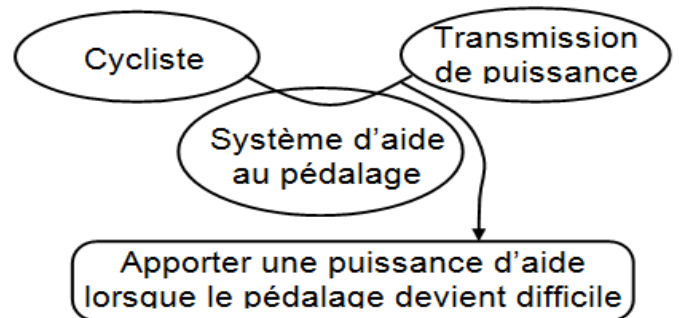 Cycliste
Transmission
de puissance
Système d'aide
au pédalage
Apporter une puissance d'aide
lorsque le pédalage devient difficile